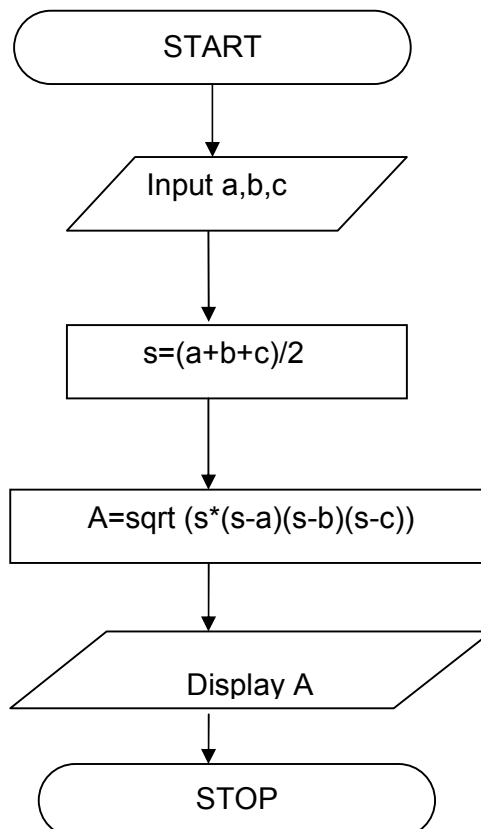 START
Input a,b,c
s=(a+b+c)/2
A=sqrt (s*(s-a)(s-b)(s-c))
Display A
STOP